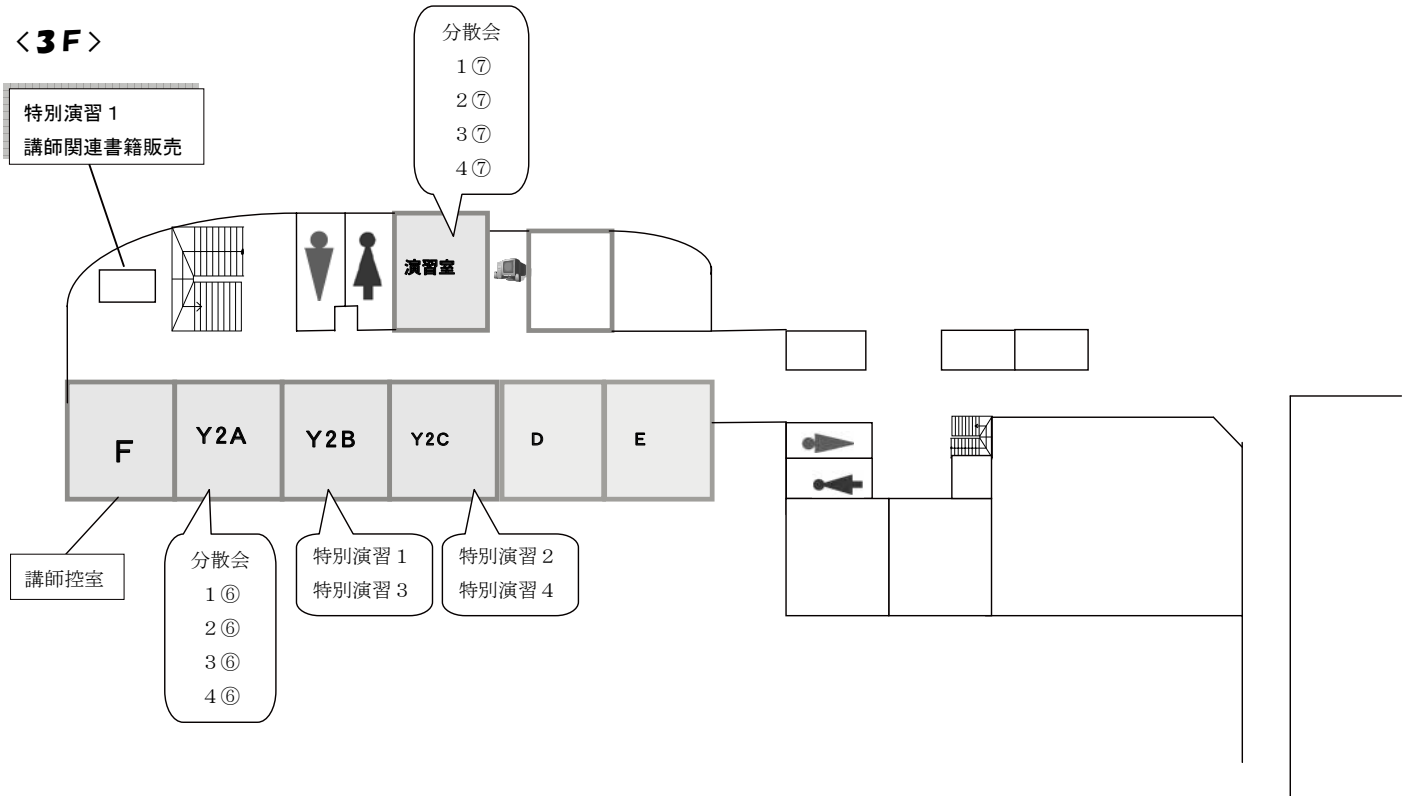 <3F>
特別演習１
講師関連書籍販売
分散会
１⑦
２⑦
３⑦
４⑦
演習室
F
Y2A
Y2B
Y2C
D
E
講師控室
分散会
１⑥
２⑥
３⑥
４⑥
特別演習１
特別演習３
特別演習２
特別演習４